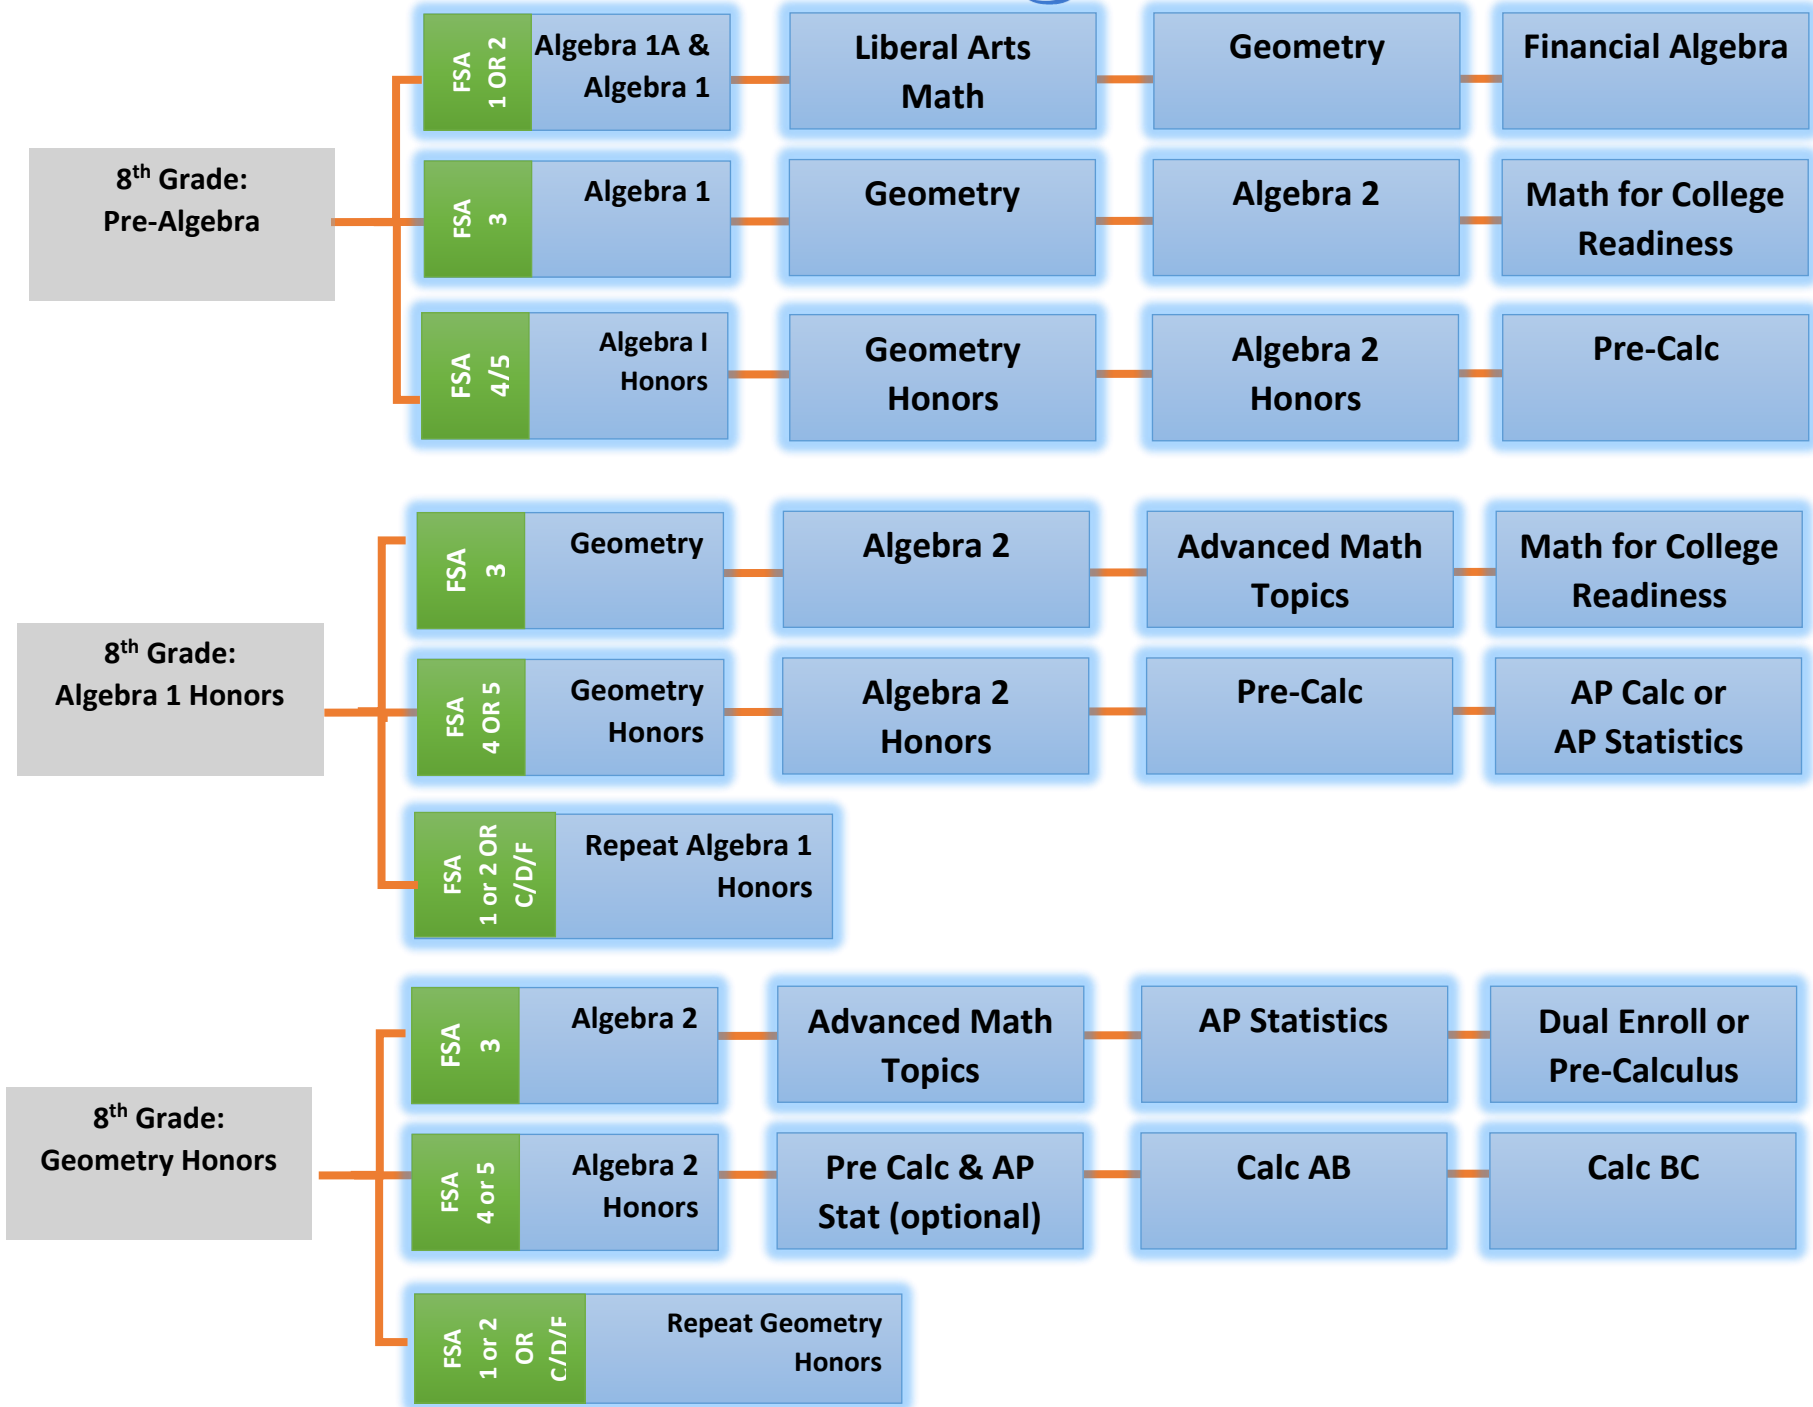 8th Grade:
Pre-Algebra
FSA
1 OR 2
Algebra 1A &
Algebra 1
Liberal Arts
Math
Geometry
Financial Algebra
FSA
3
Algebra 1
Geometry
Algebra 2
Math for College
Readiness
FSA
4/5
Algebra I
Honors
Geometry
Honors
Algebra 2
Honors
Pre-Calc
8th Grade:
Algebra 1 Honors
FSA
3
Geometry
Algebra 2
Advanced Math
Topics
Math for College
Readiness
FSA
4 OR 5
Geometry
Honors
Algebra 2
Honors
Pre-Calc
AP Calc or
AP Statistics
FSA
1 or 2 OR
C/D/F
Repeat Algebra 1
Honors
8th Grade:
Geometry Honors
FSA
3
Algebra 2
Advanced Math
Topics
AP Statistics
Dual Enroll or
Pre-Calculus
FSA
4 or 5
Algebra 2
Honors
Pre Calc & AP
Stat (optional)
Calc AB
Calc BC
FSA
1 or 2
OR
C/D/F
Repeat Geometry
Honors